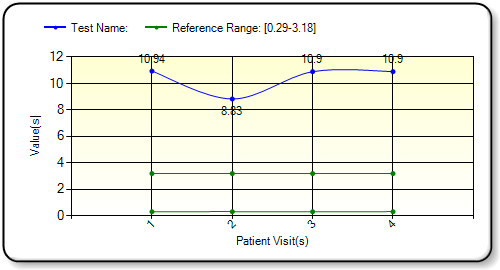 Test Name: Reference Range: [0.29-3.18]
12
10.94 10.9 10.9
10
8.83
8
6
4
2
0
Value(s)
1 2 3 4
Patient Visit(s)